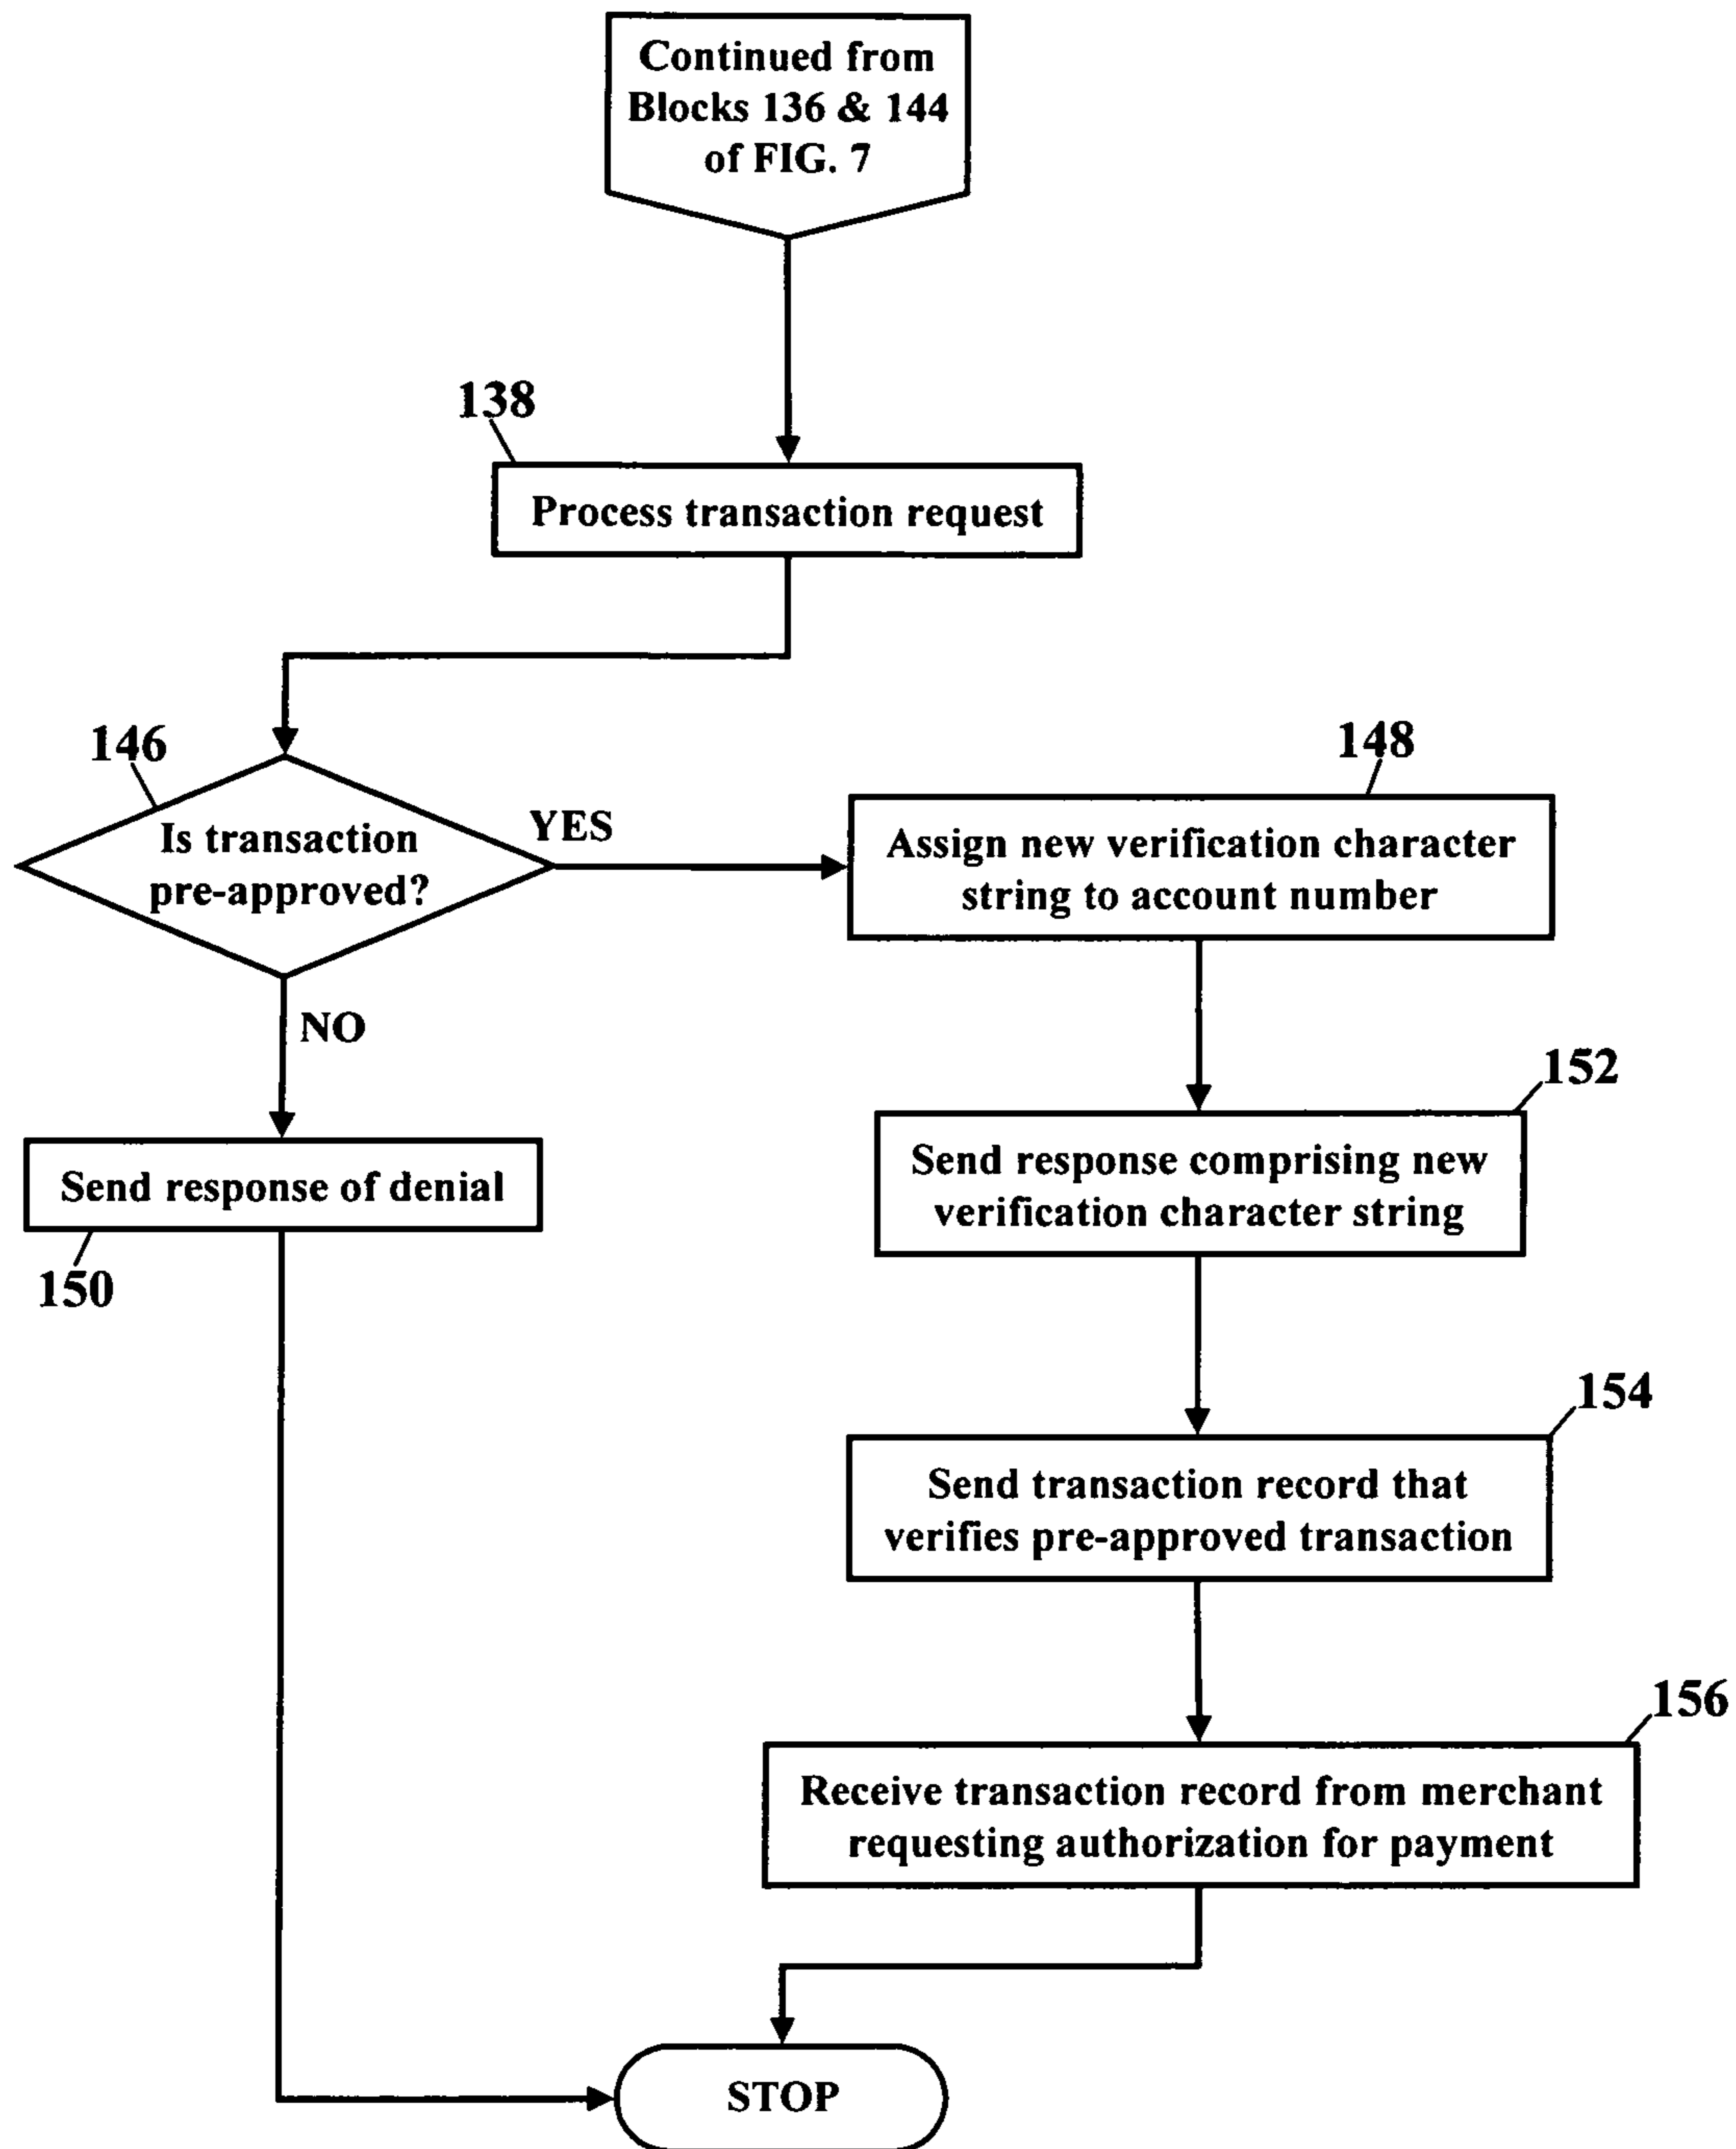 Continued from
Blocks 136 & 144
of FIG. 7
138
Process transaction request
146
Is transaction
pre-approved?
YES
148
Assign new verification character
string to account number
NO
152
Send response comprising new
verification character string
Send response of denial
150
154
Send transaction record that
verifies pre-approved transaction
156
Receive transaction record from merchant
requesting authorization for payment
STOP